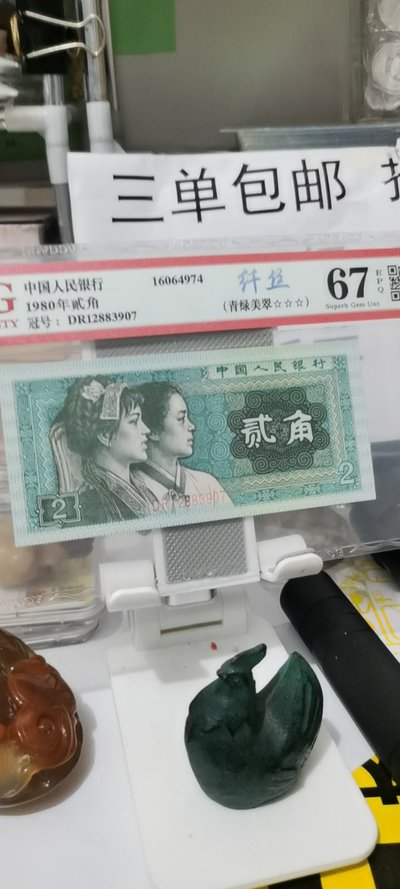 三单包邮
中国人民银行
1980年贰角
冠号：DR12883907
16064974
纤丝
(青绿美翠☆☆☆)
67
EPQ
Superb Gem Unc
中国人民银行
贰角
2
2
DR12883907